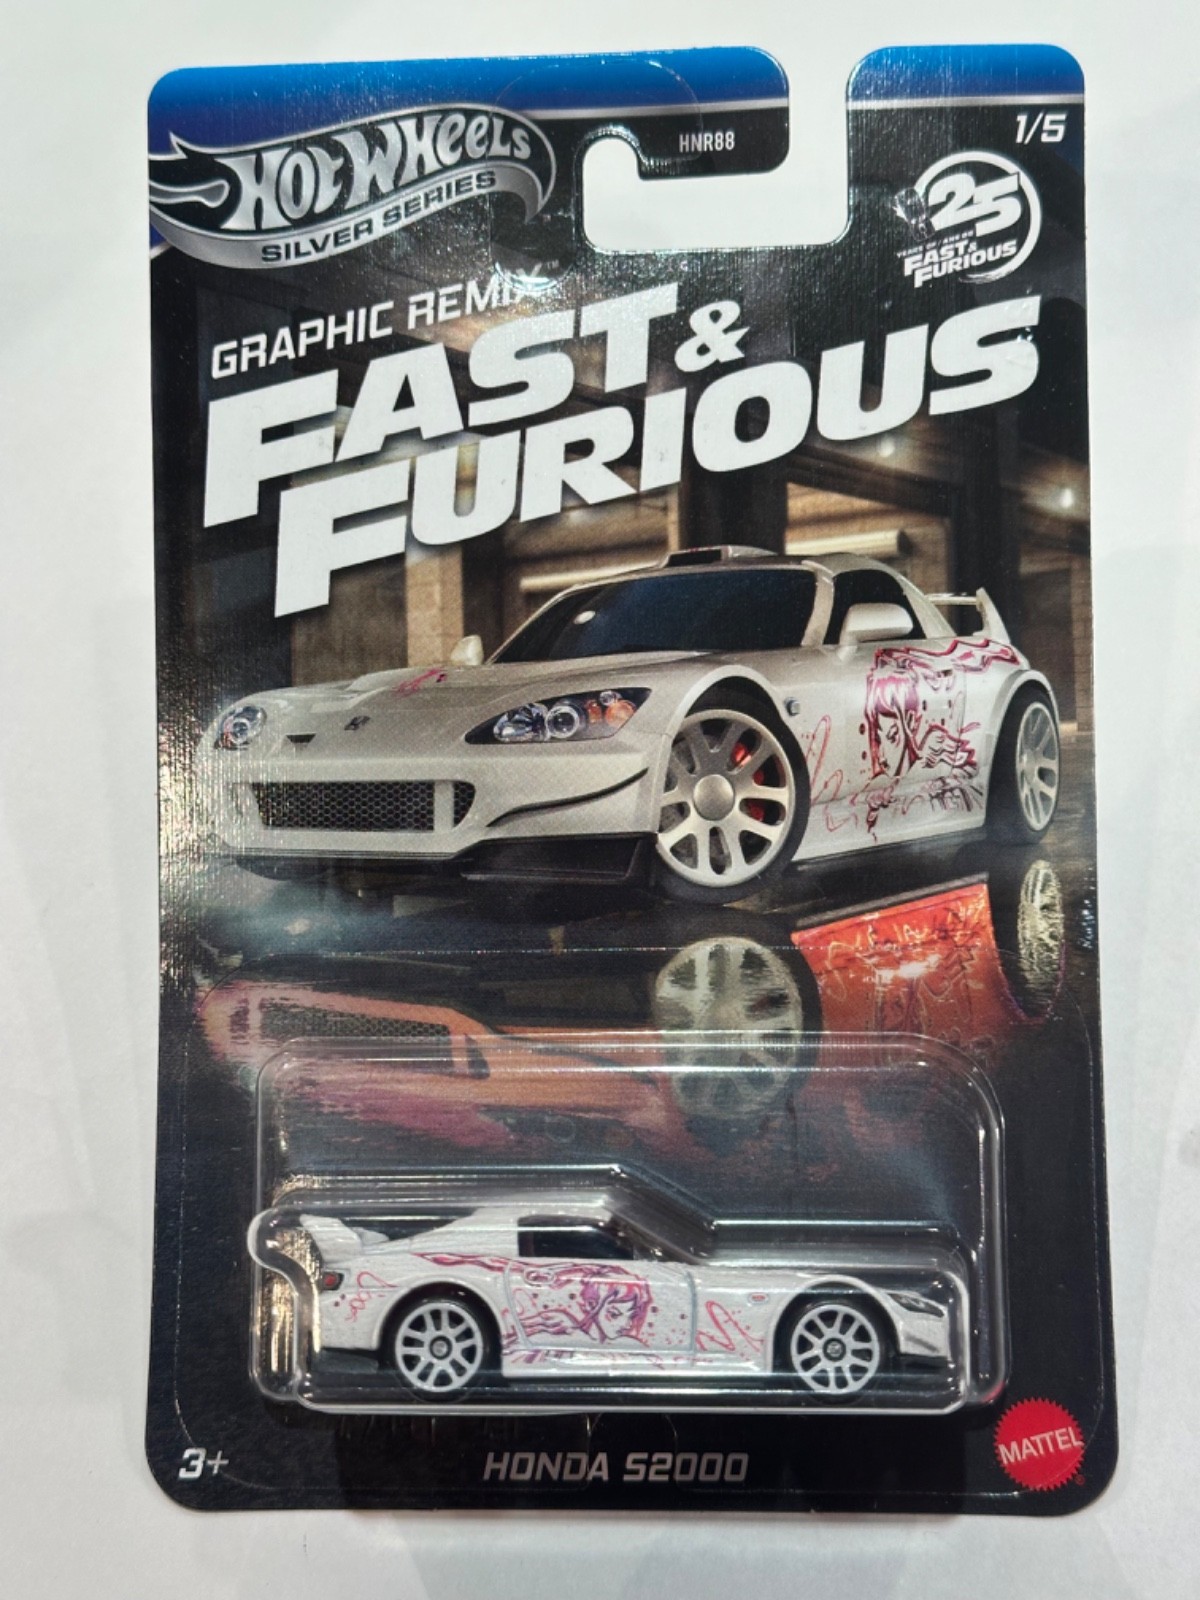 HNR88
1/5
HOT WHEELS
SILVER SERIES
25
YEARS OF / ANS DE
FAST &
FURIOUS
GRAPHIC REMIX™
FAST &
FURIOUS
3+
HONDA S2000
MATTEL
®